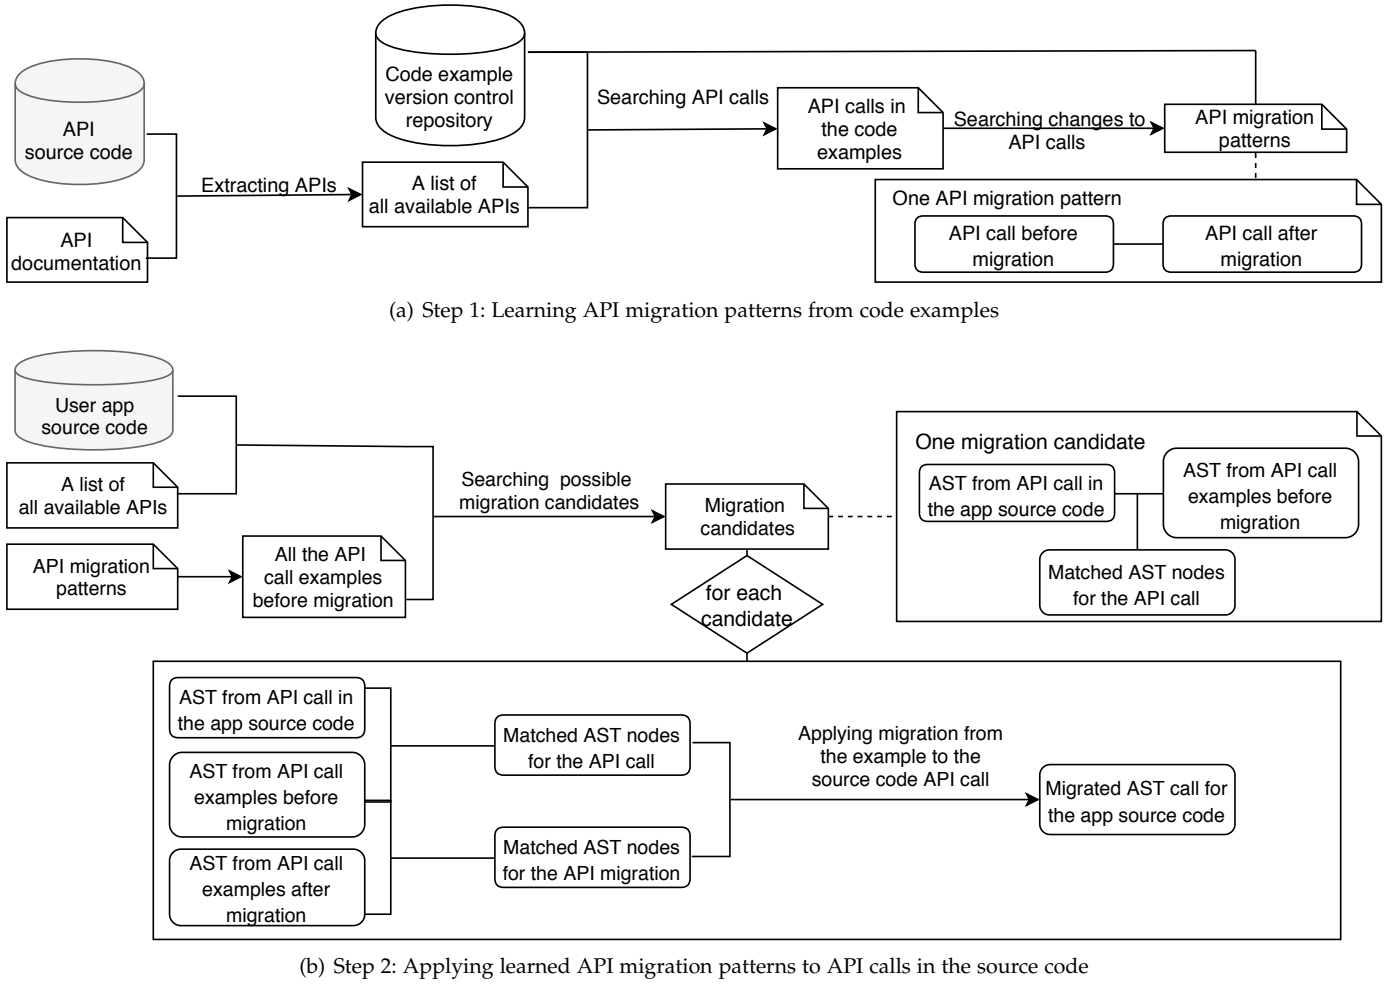 API
source code
API
documentation
Extracting APIs
Code example
version control
repository
A list of
all available APIs
Searching API calls
API calls in
the code
examples
Searching changes to
API calls
API migration
patterns
One API migration pattern
API call before
migration
API call after
migration
(a) Step 1: Learning API migration patterns from code examples
User app
source code
A list of
all available APIs
API migration
patterns
All the API
call examples
before migration
Searching possible
migration candidates
Migration
candidates
for each
candidate
One migration candidate
AST from API call in
the app source code
AST from API call
examples before
migration
Matched AST nodes
for the API call
AST from API call in
the app source code
AST from API call
examples before
migration
AST from API call
examples after
migration
Matched AST nodes
for the API call
Matched AST nodes
for the API migration
Applying migration from
the example to the
source code API call
Migrated AST call for
the app source code
(b) Step 2: Applying learned API migration patterns to API calls in the source code